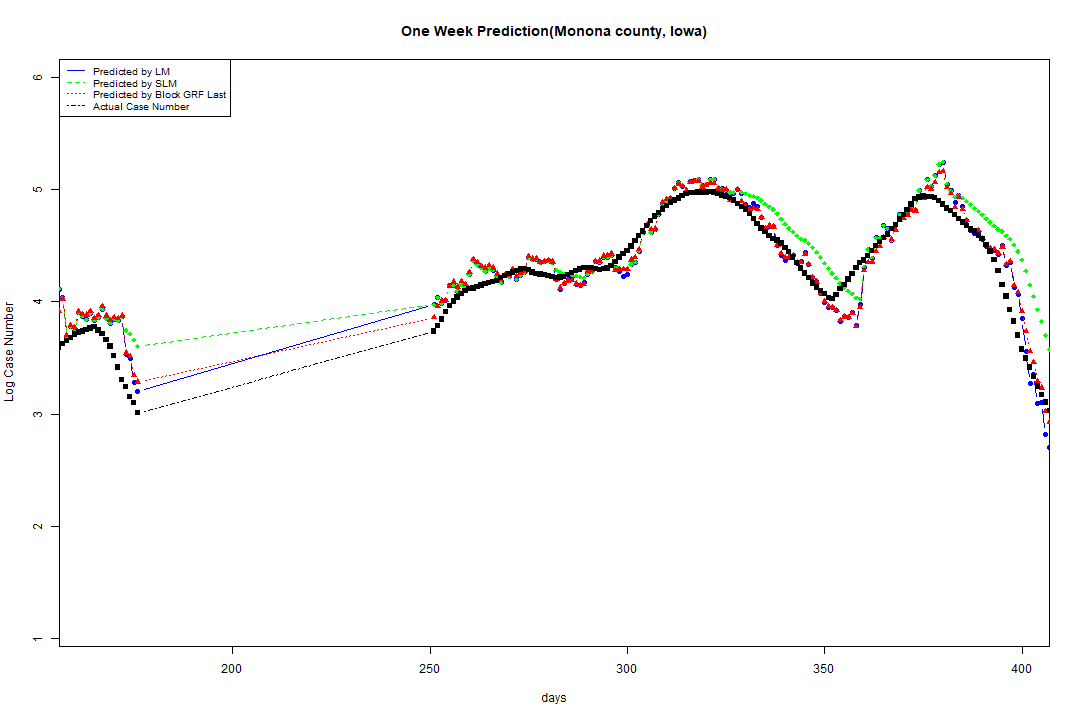 One Week Prediction(Monona county, Iowa)
Predicted by LM
Predicted by SLM
Predicted by Block GRF Last
Actual Case Number
6
5
4
3
2
1
Log Case Number
200 250 300 350 400
days